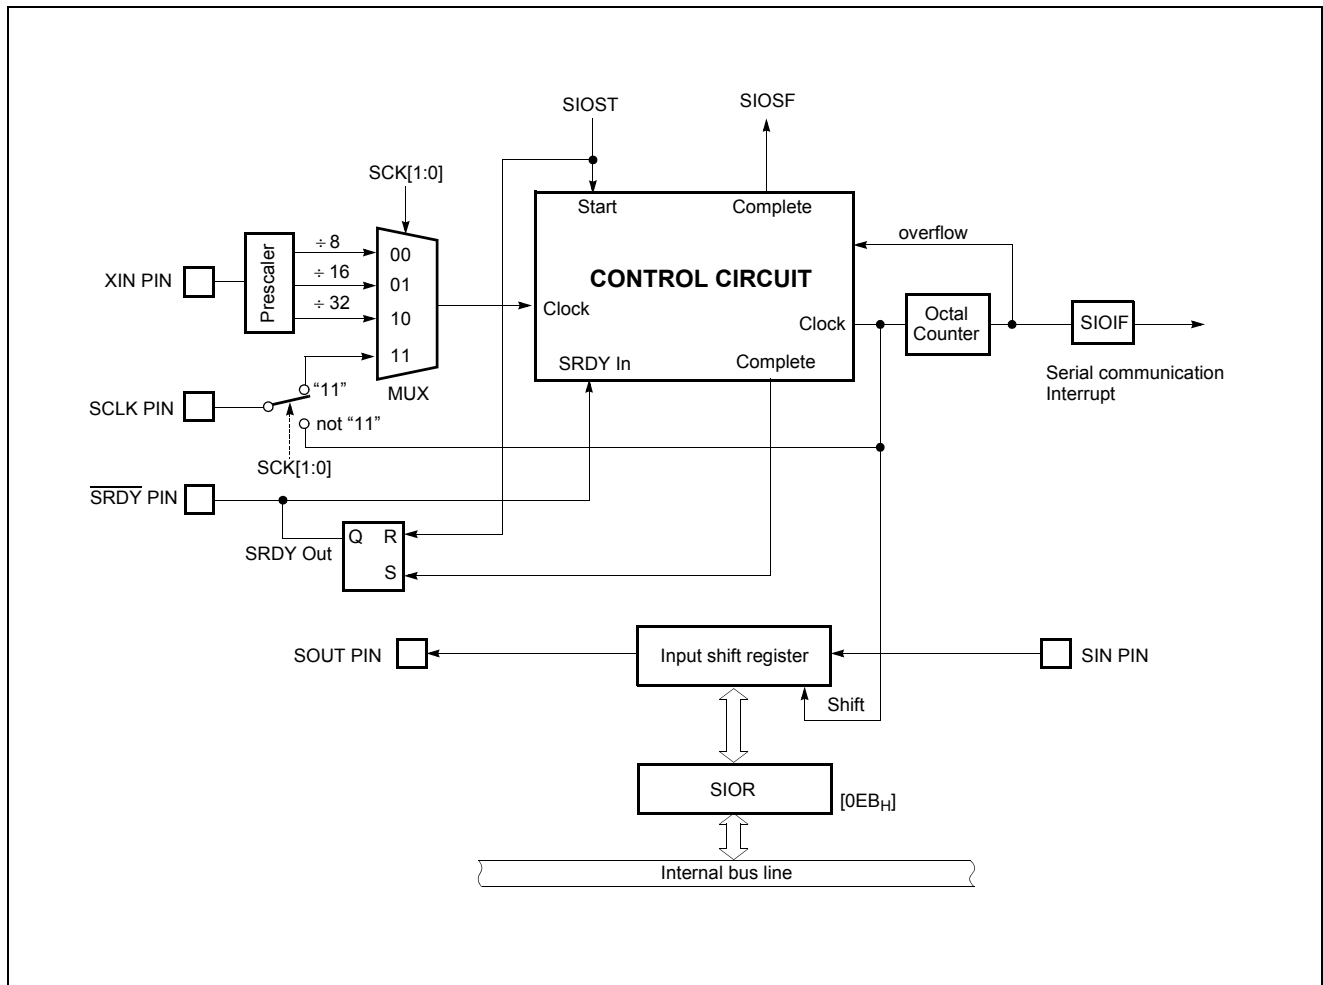 SIOST
SIOSF
SCK[1:0]
Start
Complete
overflow
Prescaler
÷ 8
÷ 16
÷ 32
00
01
10
11
MUX
XIN PIN
CONTROL CIRCUIT
Clock
Clock
Octal
Counter
SIOIF
SRDY In
Complete
Serial communication
Interrupt
SCLK PIN
“11”
not “11”
SCK[1:0]
S̅R̅D̅Y̅ PIN
Q R
S
SRDY Out
SOUT PIN
Input shift register
SIN PIN
Shift
SIOR
[0EBH]
Internal bus line